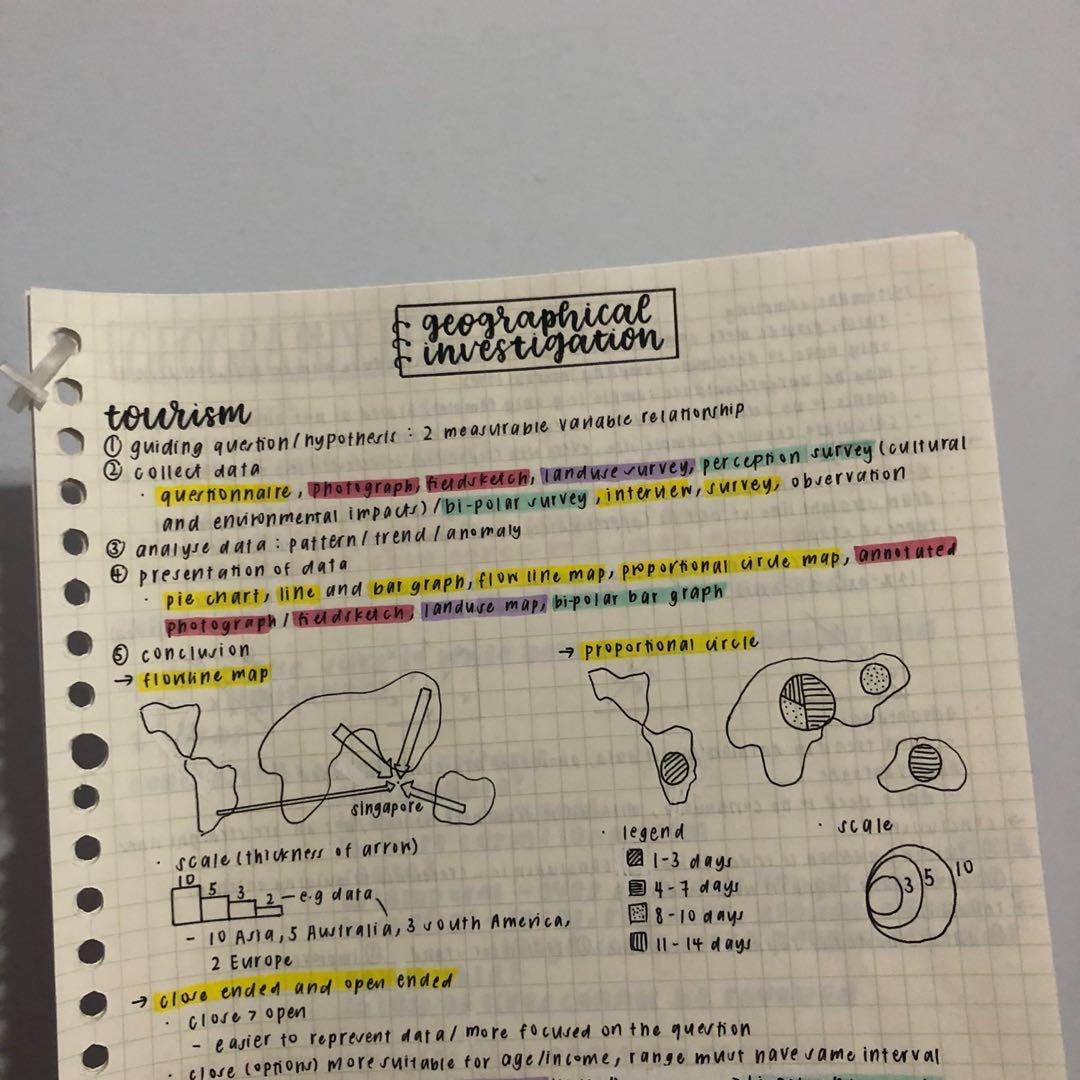 geographical
investigation
tourism
① guiding question/hypothesis : 2 measurable variable relationship
② collect data
· questionnaire, photograph, fieldsketch, landuse survey, perception survey (cultural
and environmental impacts)/bi-polar survey, interview, survey, observation
③ analyse data : pattern/trend/anomaly
④ presentation of data
· pie chart, line and bar graph, flow line map, proportional circle map, annotated
photograph/fieldsketch, landuse map, bi-polar bar graph
⑤ conclusion
→ flowline map
→ proportional circle
singapore
· scale (thickness of arrow)
10 5 3 2 — e.g data
- 10 Asia, 5 Australia, 3 south America,
2 Europe
· legend
1-3 days
4-7 days
8-10 days
11-14 days
· scale
3 5 10
→ close ended and open ended
· close > open
- easier to represent data/more focused on the question
· close (options) more suitable for age/income, range must have same interval